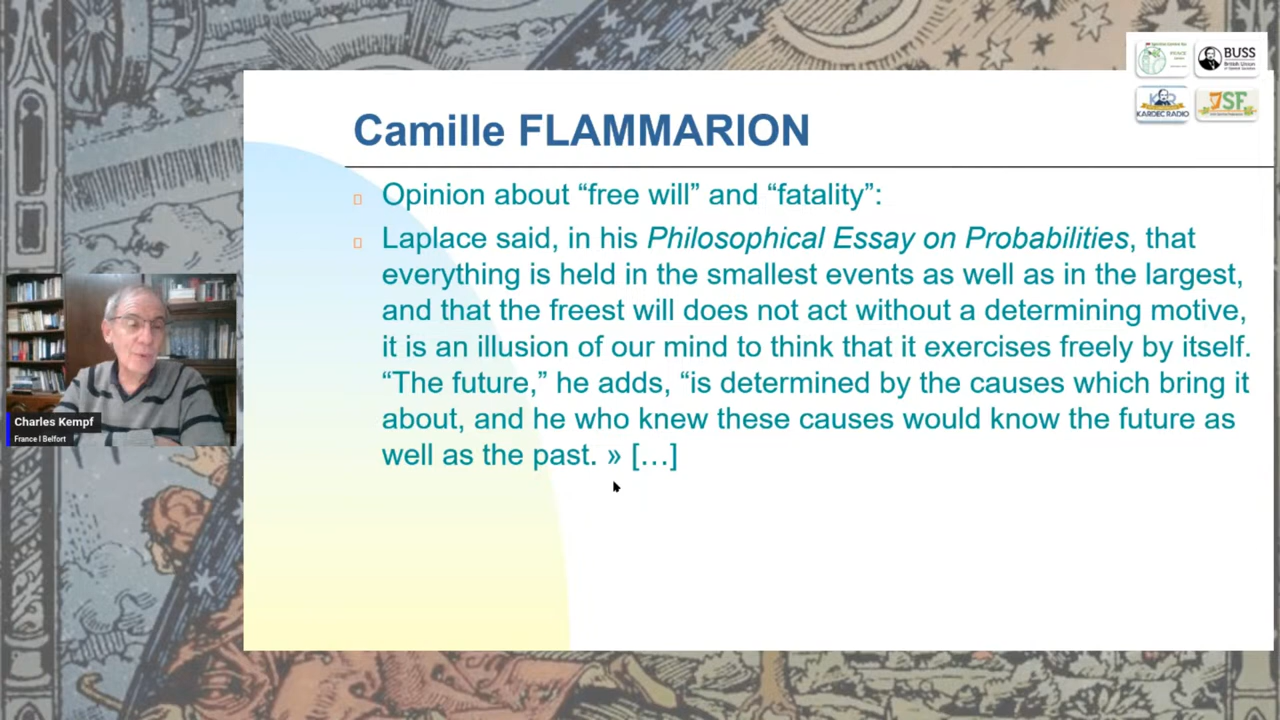 BUSS
British Union
KARDEC RADIO
JSF
Camille FLAMMARION
Opinion about “free will” and “fatality”:
Laplace said, in his Philosophical Essay on Probabilities, that
everything is held in the smallest events as well as in the largest,
and that the freest will does not act without a determining motive,
it is an illusion of our mind to think that it exercises freely by itself.
“The future,” he adds, “is determined by the causes which bring it
about, and he who knew these causes would know the future as
well as the past. » […]
Charles Kempf
France I Belfort